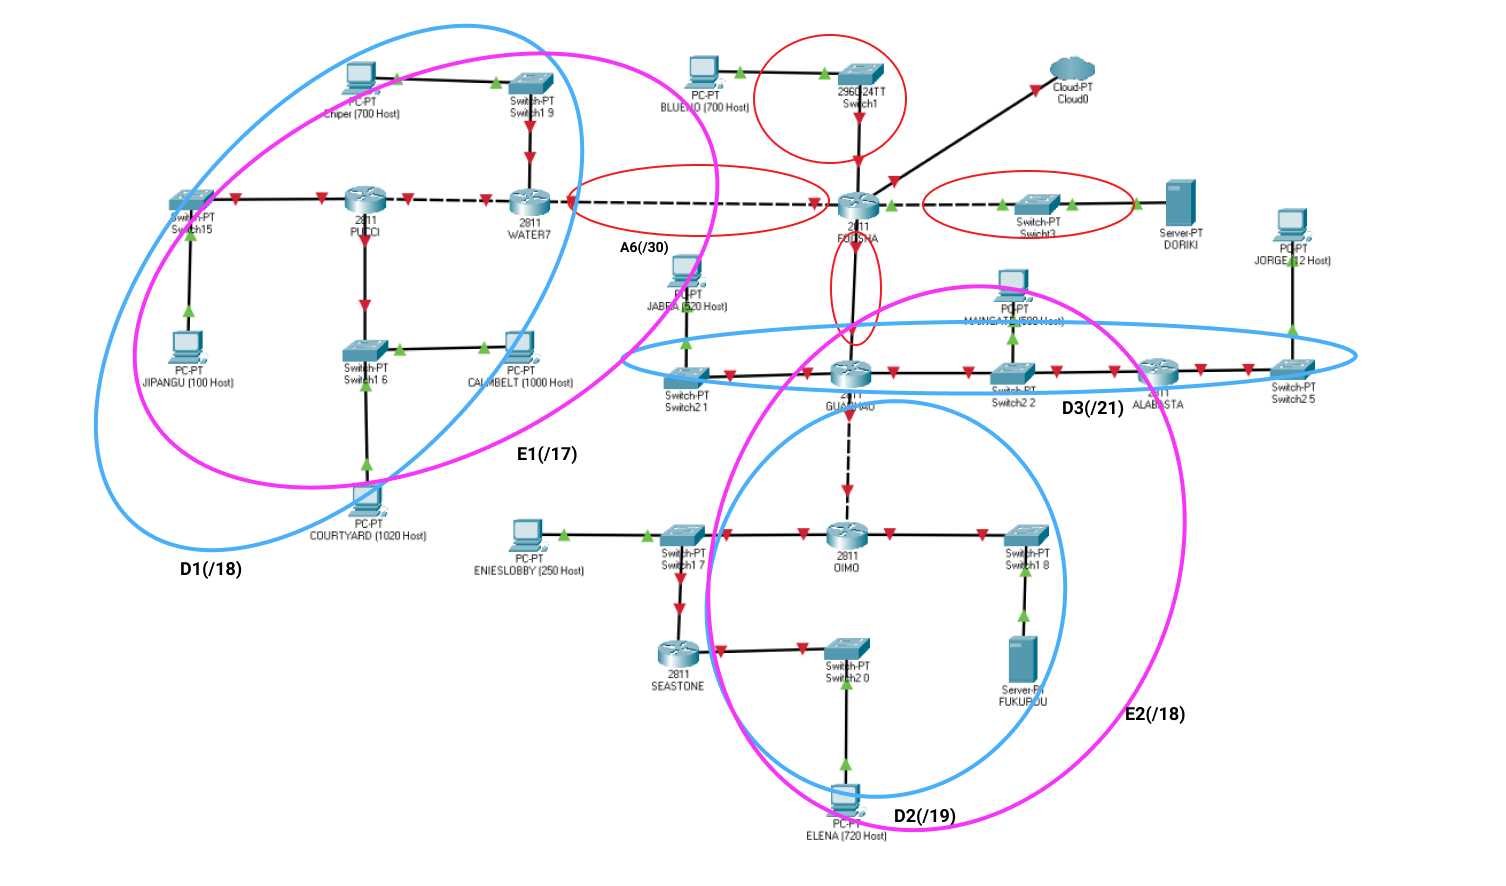 PC-PT
Chiper (700 Host)
Switch-PT
Switch1 9
PC-PT
BLUENO (700 Host)
2960-24TT
Switch1
Cloud-PT
Cloud0
Switch-PT
Switch15
2811
PUCCI
2811
WATER7
A6(/30)
2811
FOOSHA
Switch-PT
Swicht3
Server-PT
DORIKI
PC-PT
JORGE (12 Host)
PC-PT
JABRA (520 Host)
PC-PT
MAINGATE (500 Host)
PC-PT
JIPANGU (100 Host)
Switch-PT
Switch1 6
PC-PT
CALMBELT (1000 Host)
Switch-PT
Switch2 1
2811
GUANHAO
Switch-PT
Switch2 2
2811
ALABASTA
Switch-PT
Switch2 5
D3(/21)
E1(/17)
PC-PT
COURTYARD (1020 Host)
D1(/18)
PC-PT
ENIESLOBBY (250 Host)
Switch-PT
Switch1 7
2811
OIMO
Switch-PT
Switch1 8
2811
SEASTONE
Switch-PT
Switch2 0
Server-PT
FUKUROU
E2(/18)
PC-PT
ELENA (720 Host)
D2(/19)